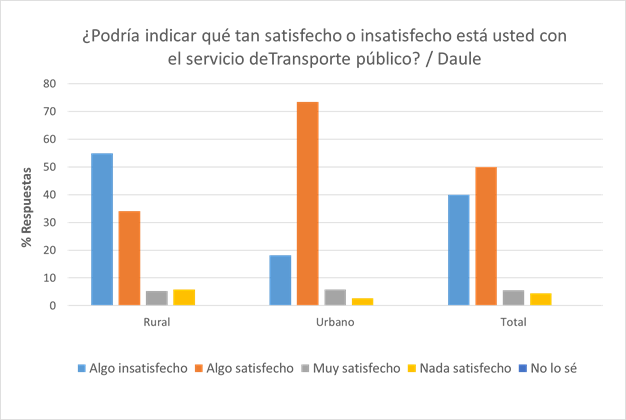 ¿Podría indicar qué tan satisfecho o insatisfecho está usted con
el servicio deTransporte público? / Daule
% Respuestas
80
70
60
50
40
30
20
10
0
Rural Urbano Total
Algo insatisfecho Algo satisfecho Muy satisfecho Nada satisfecho No lo sé